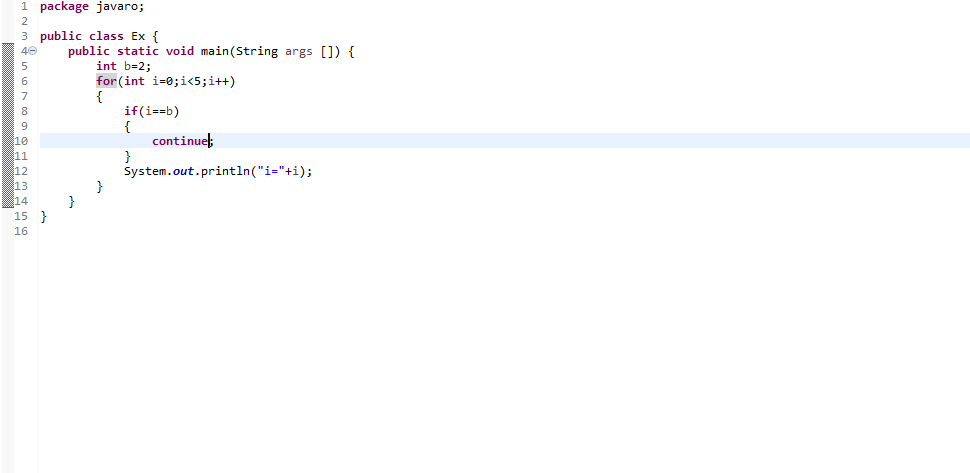 1 package javaro;
2
3 public class Ex {
4 public static void main(String args []) {
5 int b=2;
6 for(int i=0;i<5;i++)
7 {
8 if(i==b)
9 {
10 continue;
11 }
12 System.out.println("i="+i);
13 }
14 }
15 }
16